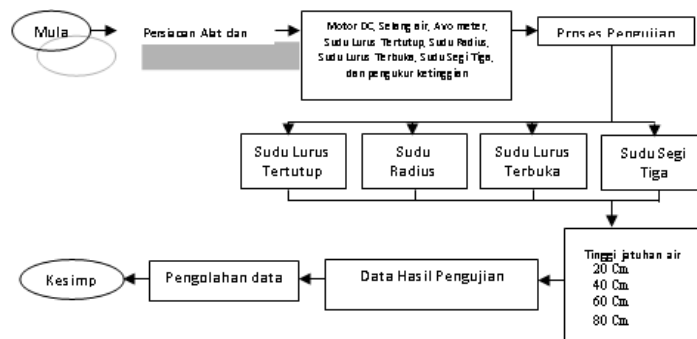 Mula
Persiapan Alat dan
Motor DC, Selang air, Avo meter,
Sudu Lurus Tertutup, Sudu Radius,
Sudu Lurus Terbuka, Sudu Segi Tiga,
dan pengukur ketinggian
Proses Pengujian
Sudu Lurus
Tertutup
Sudu
Radius
Sudu Lurus
Terbuka
Sudu Segi
Tiga
Tinggi jatuhan air
20 Cm
40 Cm
60 Cm
80 Cm
Data Hasil Pengujian
Pengolahan data
Kesimp